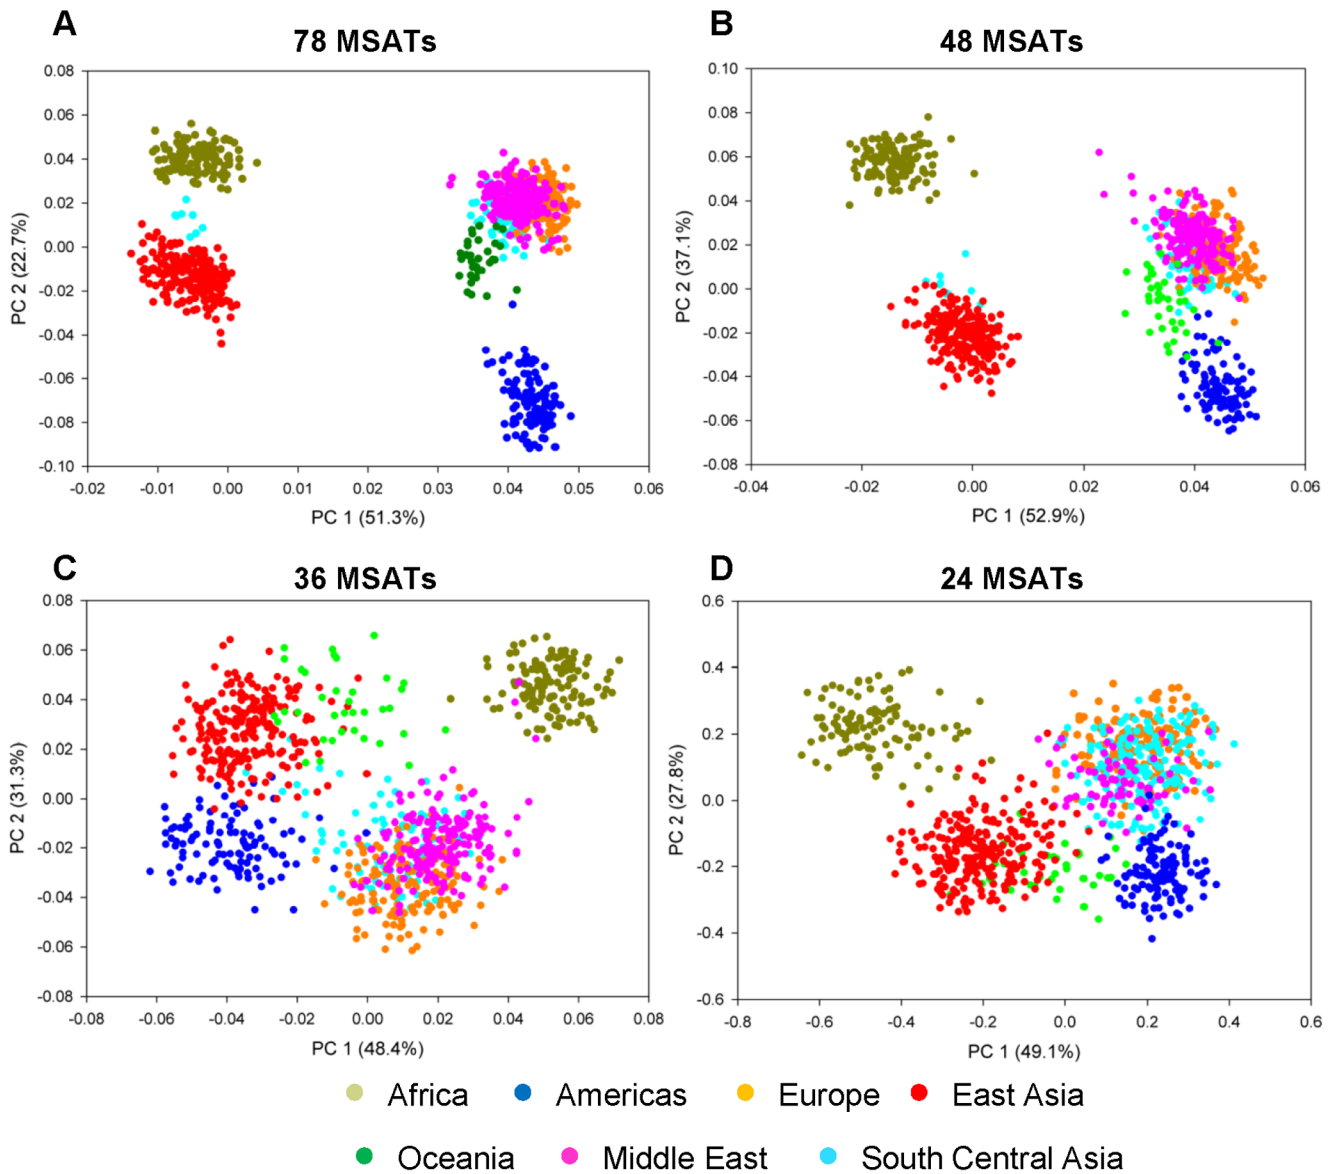 A
78 MSATs
0.08
0.06
0.04
0.02
0.00
-0.02
-0.04
-0.06
-0.08
-0.10
PC 2 (22.7%)
-0.02 -0.01 0.00 0.01 0.02 0.03 0.04 0.05 0.06
PC 1 (51.3%)
B
48 MSATs
0.10
0.08
0.06
0.04
0.02
0.00
-0.02
-0.04
-0.06
-0.08
PC 2 (37.1%)
-0.04 -0.02 0.00 0.02 0.04 0.06
PC 1 (52.9%)
C
36 MSATs
0.08
0.06
0.04
0.02
0.00
-0.02
-0.04
-0.06
-0.08
PC 2 (31.3%)
-0.08 -0.06 -0.04 -0.02 0.00 0.02 0.04 0.06 0.08
PC 1 (48.4%)
D
24 MSATs
0.6
0.4
0.2
0.0
-0.2
-0.4
-0.6
PC 2 (27.8%)
-0.8 -0.6 -0.4 -0.2 0.0 0.2 0.4 0.6
PC 1 (49.1%)
Africa Americas Europe East Asia
Oceania Middle East South Central Asia